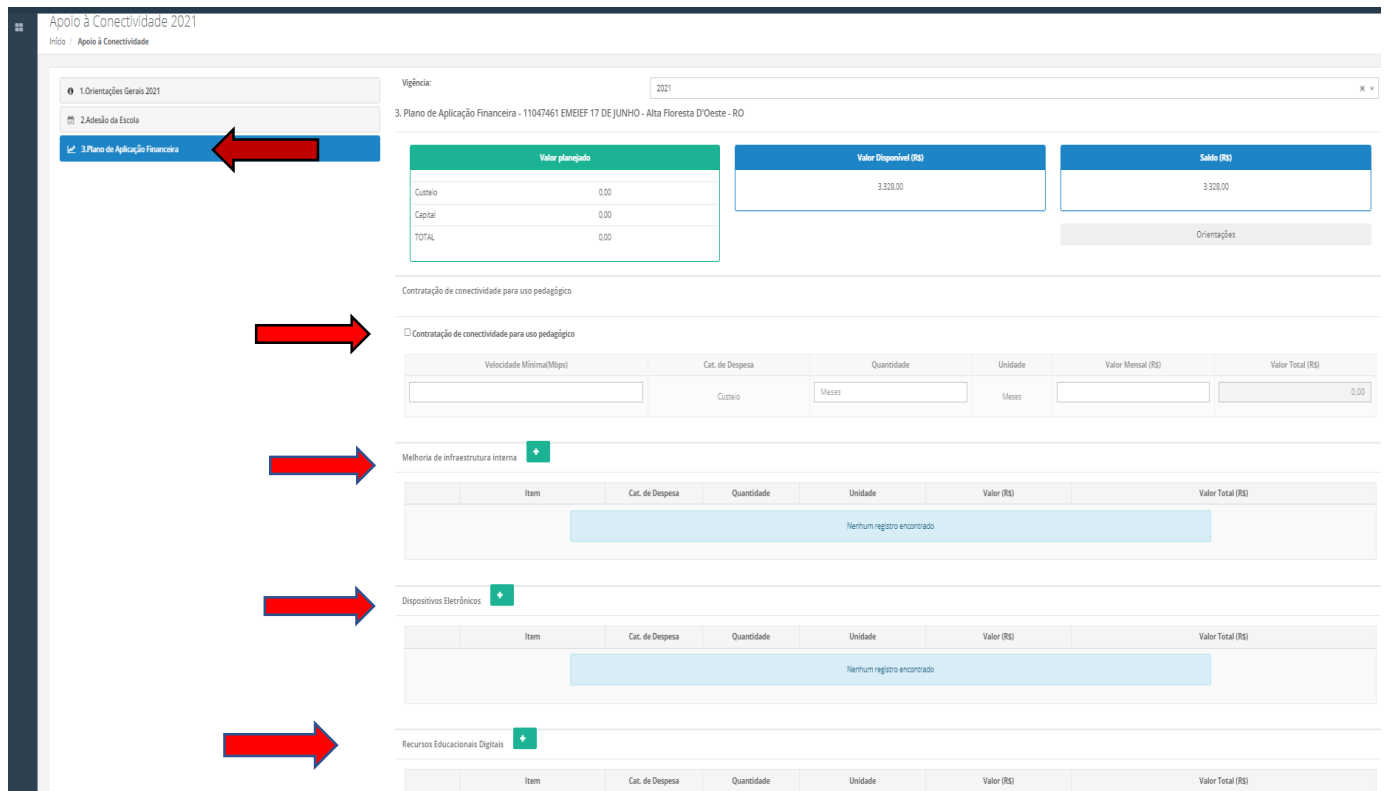 Apoio à Conectividade 2021
Início / Apoio à Conectividade
1.Orientações Gerais 2021
2.Adesão da Escola
3.Plano de Aplicação Financeira
Vigência:
2021
3. Plano de Aplicação Financeira - 11047461 EMEIEF 17 DE JUNHO - Alta Floresta D'Oeste - RO
Valor planejado
Custeio 0,00
Capital 0,00
TOTAL 0,00
Valor Disponível (R$)
3.328,00
Saldo (R$)
3.328,00
Orientações
Contratação de conectividade para uso pedagógico
Contratação de conectividade para uso pedagógico
Velocidade Mínima(Mbps) Cat. de Despesa Quantidade Unidade Valor Mensal (R$) Valor Total (R$)
Custeio Meses Meses 0,00
Melhoria de infraestrutura interna +
Item Cat. de Despesa Quantidade Unidade Valor (R$) Valor Total (R$)
Nenhum registro encontrado
Dispositivos Eletrônicos +
Item Cat. de Despesa Quantidade Unidade Valor (R$) Valor Total (R$)
Nenhum registro encontrado
Recursos Educacionais Digitais +
Item Cat. de Despesa Quantidade Unidade Valor (R$) Valor Total (R$)